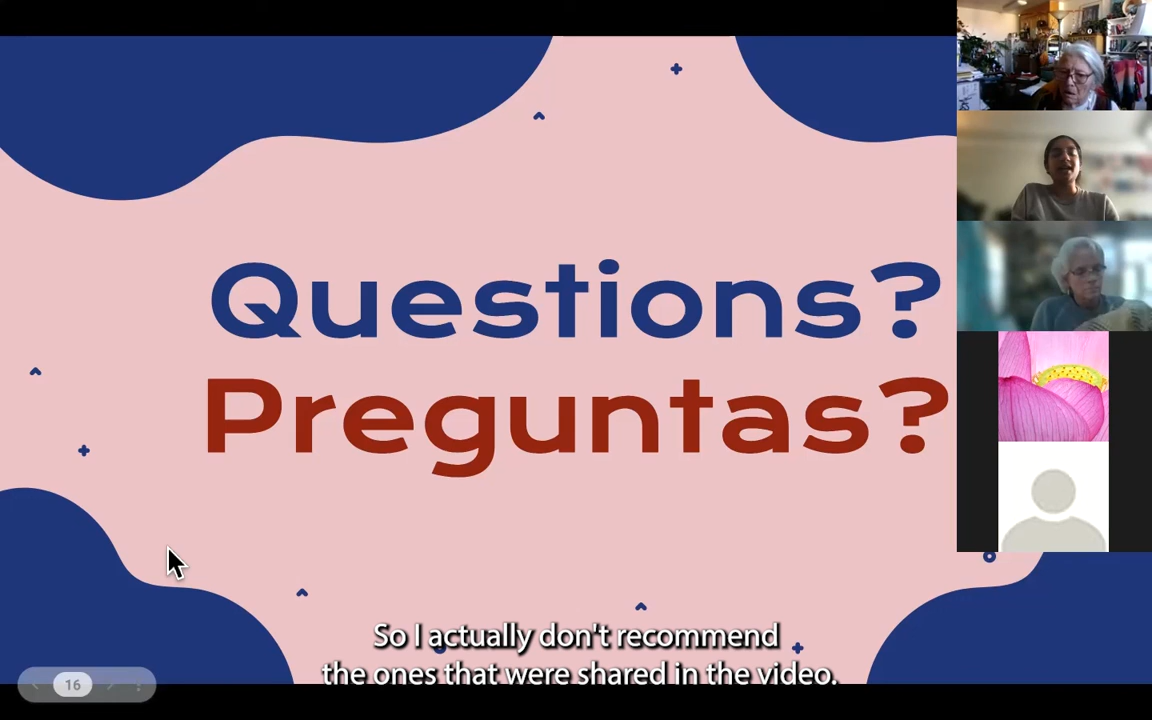 Questions?
Preguntas?
So I actually don't recommend
the ones that were shared in the video.
16